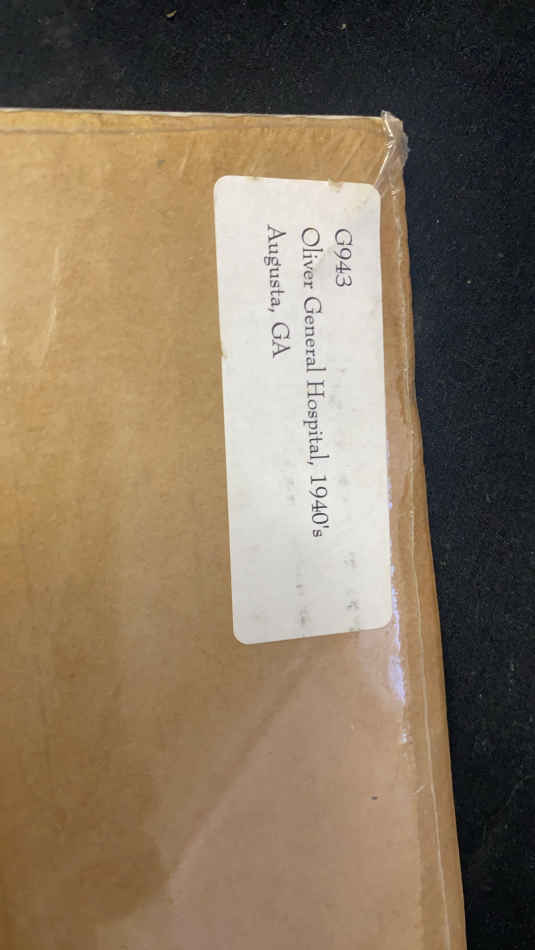 G943
Oliver General Hospital, 1940's
Augusta, GA